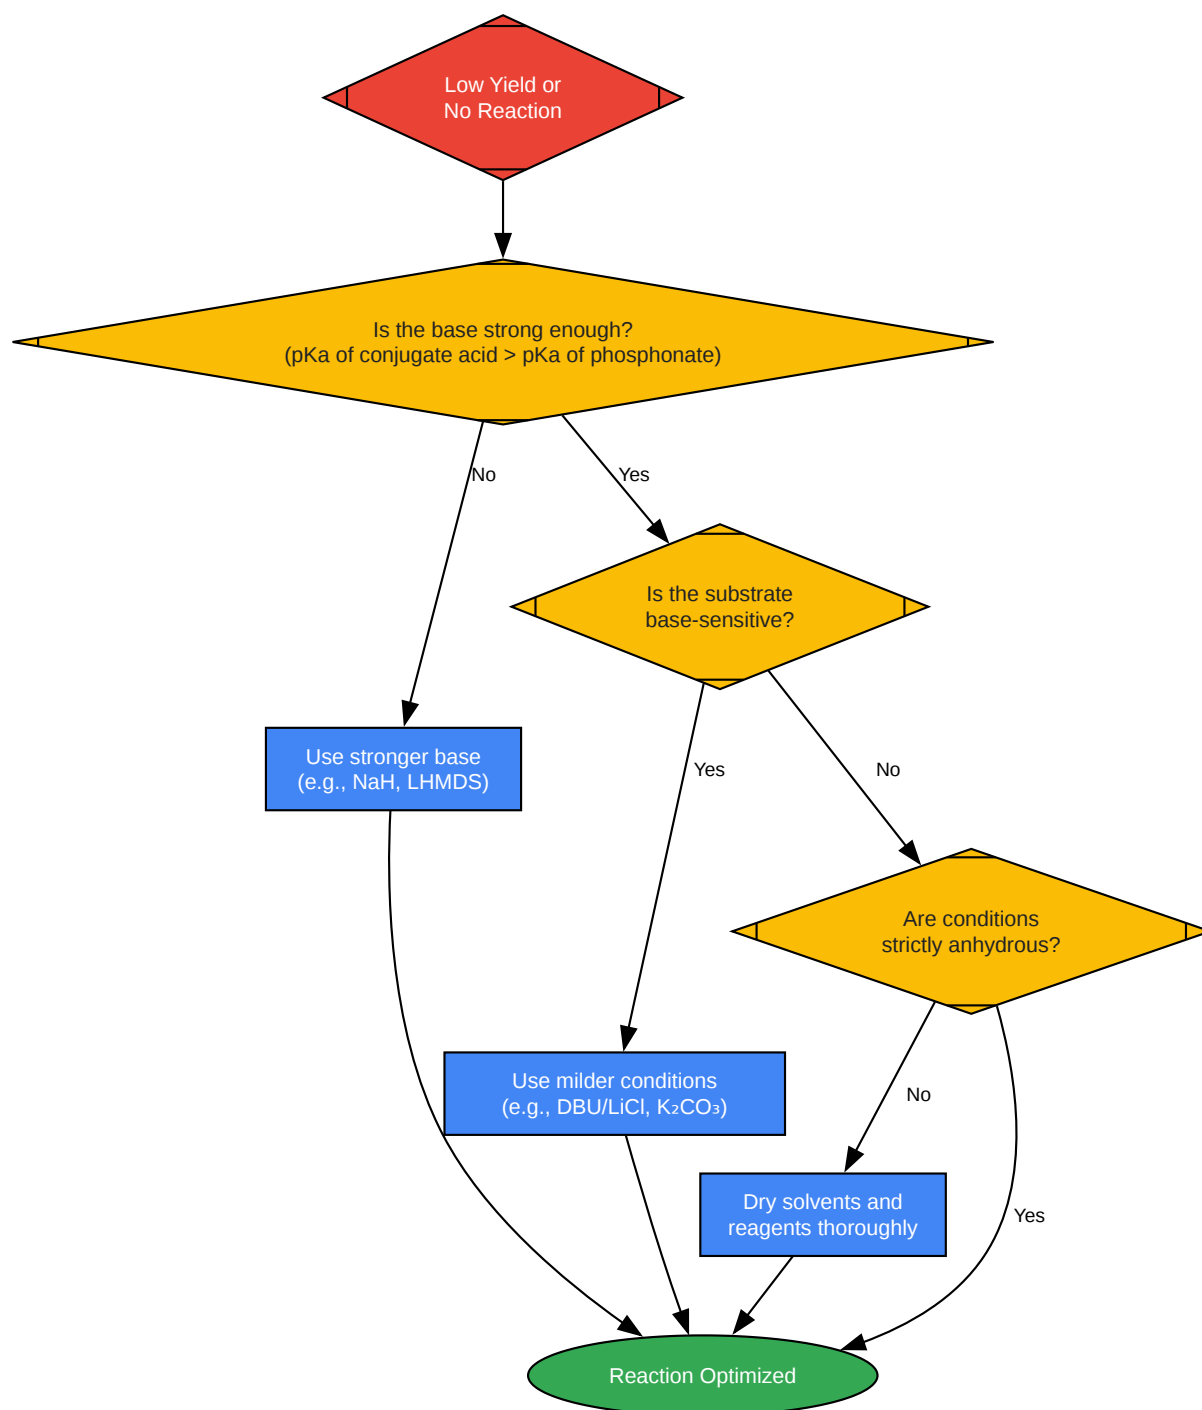 Low Yield or
No Reaction
Is the base strong enough?
(pKa of conjugate acid > pKa of phosphonate)
No
Yes
Is the substrate
base-sensitive?
Use stronger base
(e.g., NaH, LHMDS)
Yes
No
Are conditions
strictly anhydrous?
Use milder conditions
(e.g., DBU/LiCl, K₂CO₃)
No
Dry solvents and
reagents thoroughly
Yes
Reaction Optimized